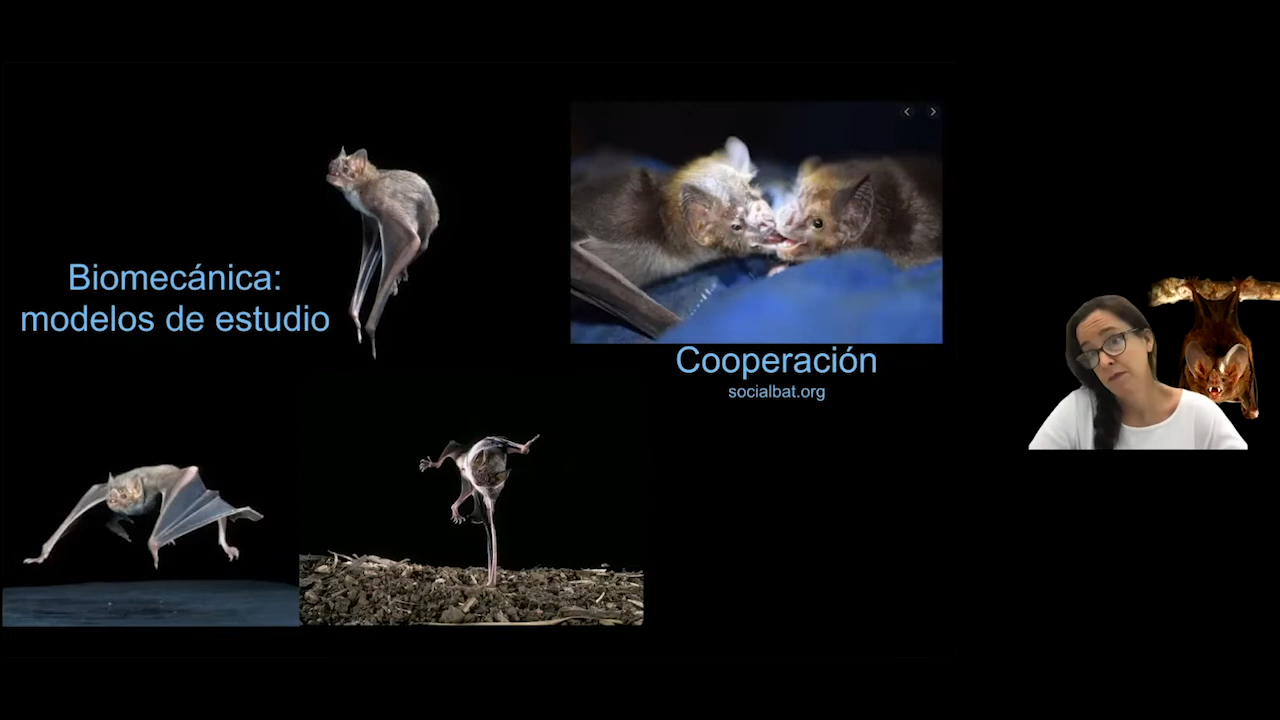 Biomecánica:
modelos de estudio
Cooperación
socialbat.org